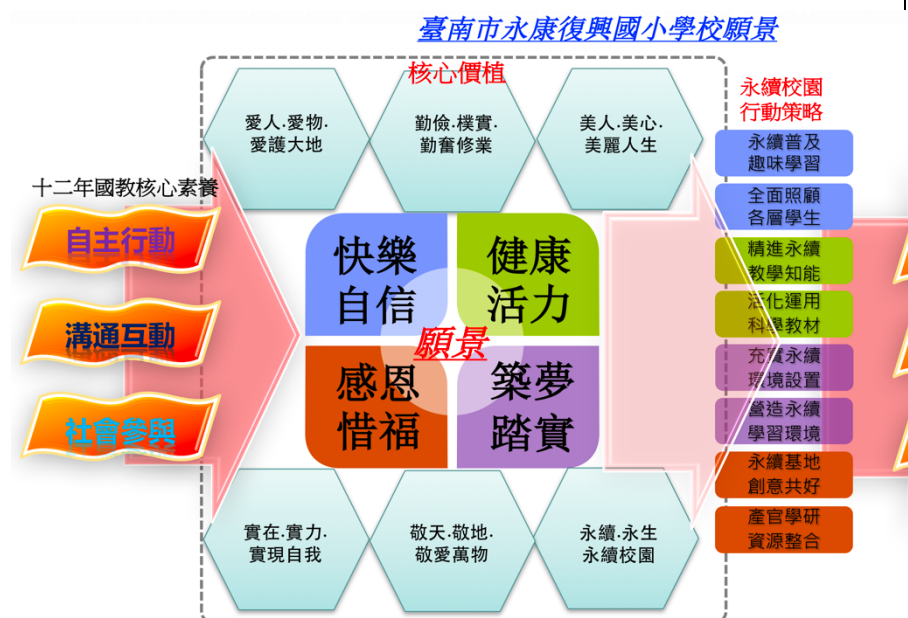 臺南市永康復興國小學校願景
核心價植
愛人.愛物.
愛護大地
勤儉.樸實.
勤奮修業
美人.美心.
美麗人生
十二年國教核心素養
自主行動
溝通互動
社會參與
快樂
自信
健康
活力
願景
感恩
惜福
築夢
踏實
實在.實力.
實現自我
敬天.敬地.
敬愛萬物
永續.永生.
永續校園
永續校園
行動策略
永續普及
趣味學習
全面照顧
各層學生
精進永續
教學知能
活化運用
科學教材
充實永續
環境設置
營造永續
學習環境
永續基地
創意共好
產官學研
資源整合